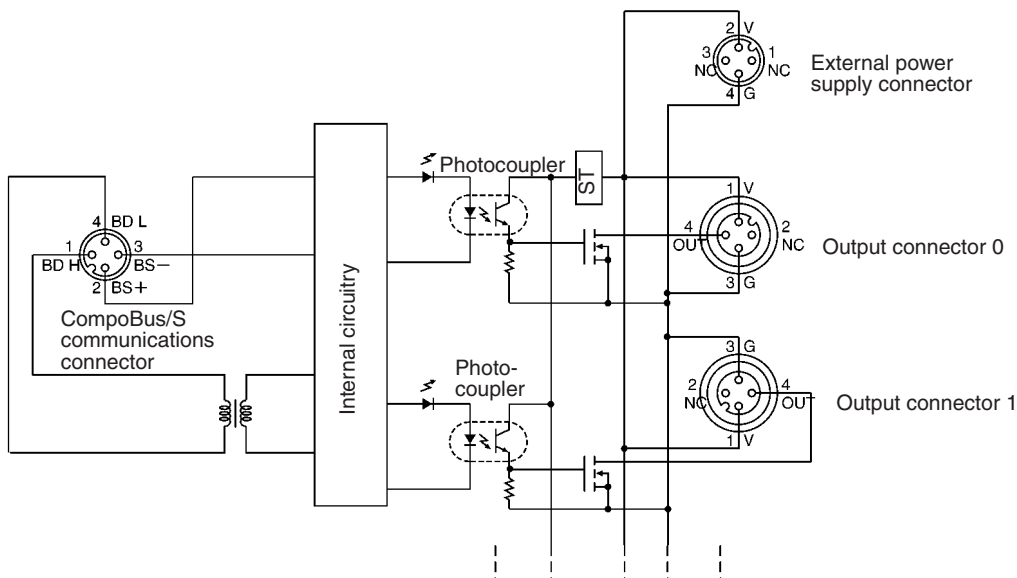 2 V
3
1
NC
NC
4 G
External power
supply connector
Photocoupler
ST
1 V
4
2
OUT
NC
3 G
Output connector 0
4 BD L
1
3
BD H
BS−
2 BS+
CompoBus/S
communications
connector
Internal circuitry
Photo-
coupler
3 G
2
4
NC
OUT
1 V
Output connector 1